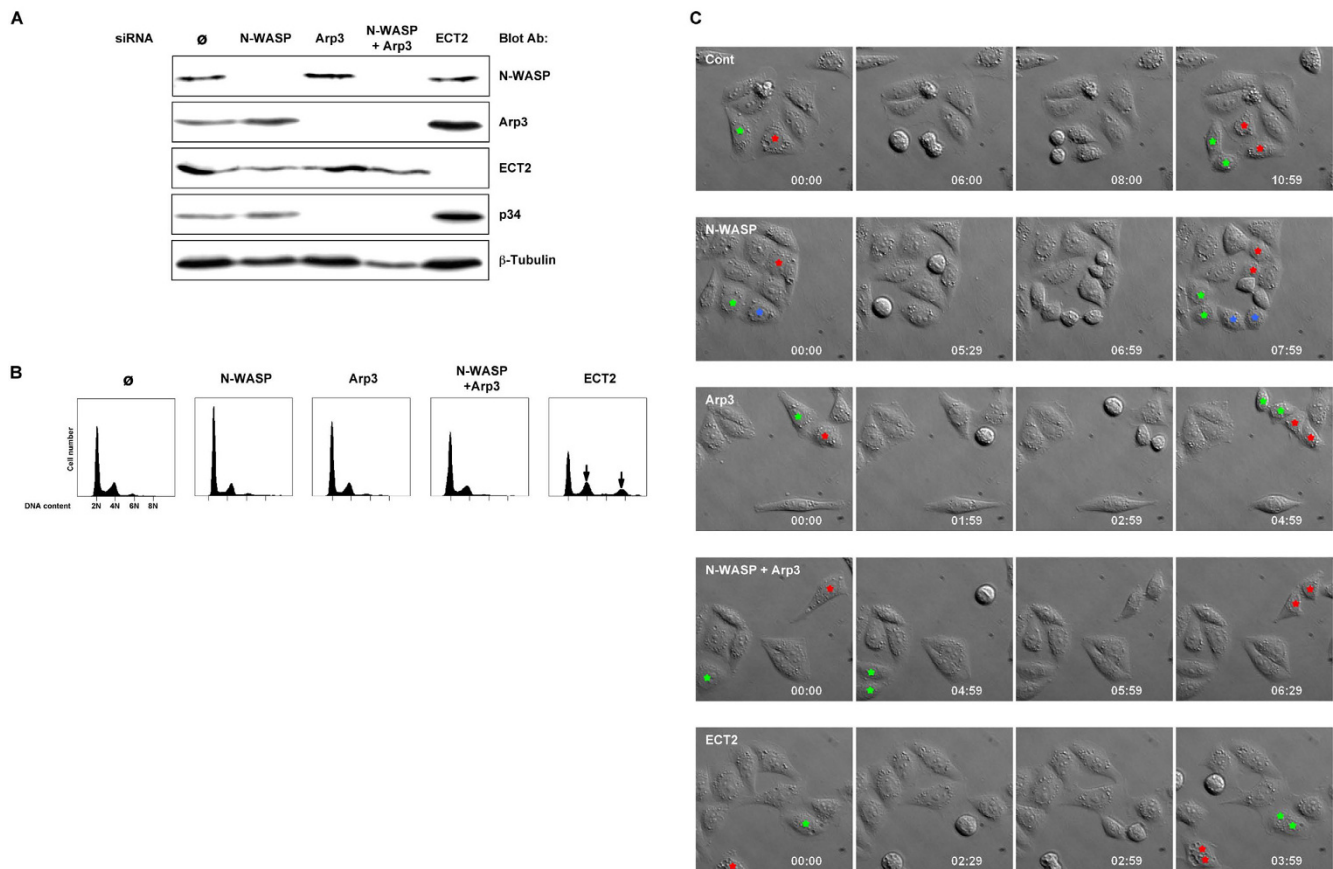 A
siRNA ø N-WASP Arp3 N-WASP + Arp3 ECT2 Blot Ab:
N-WASP
Arp3
ECT2
p34
β-Tubulin
B
ø N-WASP Arp3 N-WASP +Arp3 ECT2
Cell number
DNA content 2N 4N 6N 8N
C
Cont
00:00 06:00 08:00 10:59
N-WASP
00:00 05:29 06:59 07:59
Arp3
00:00 01:59 02:59 04:59
N-WASP + Arp3
00:00 04:59 05:59 06:29
ECT2
00:00 02:29 02:59 03:59